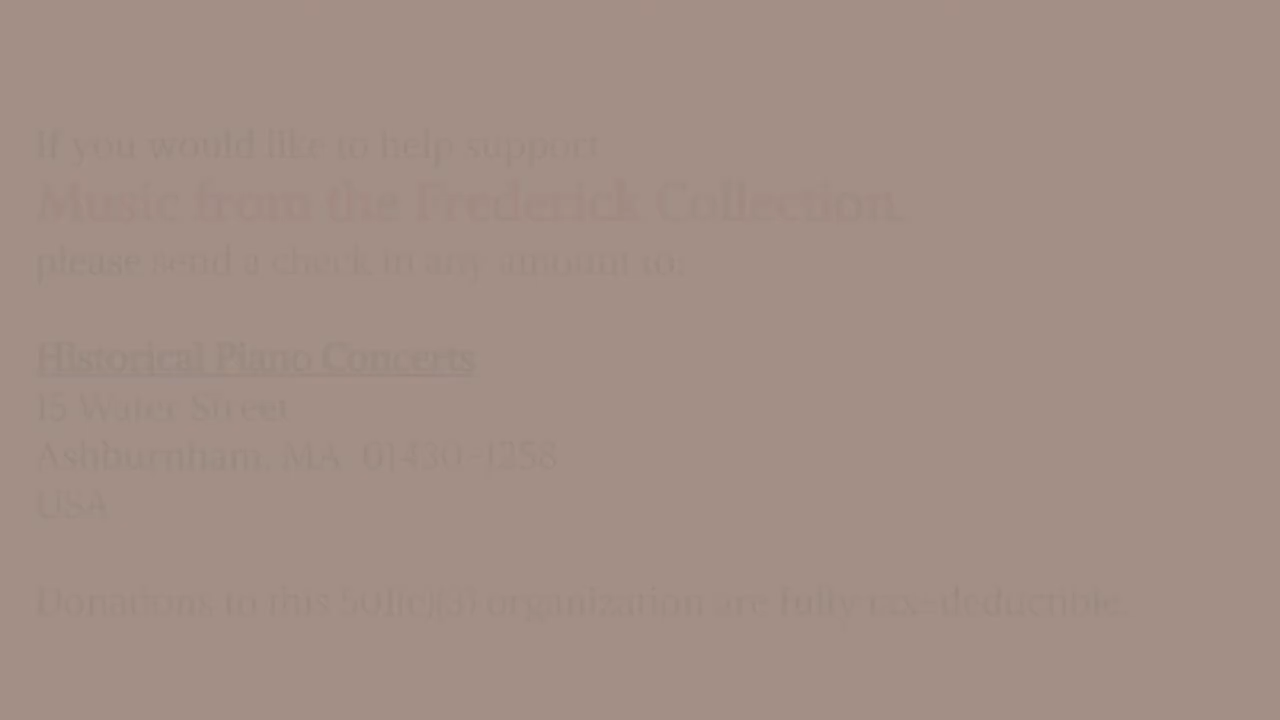 If you would like to help support
Music from the Frederick Collection,
please send a check in any amount to:
Historical Piano Concerts
15 Water Street
Ashburnham, MA 01430-1258
USA
Donations to this 501(c)(3) organization are fully tax-deductible.